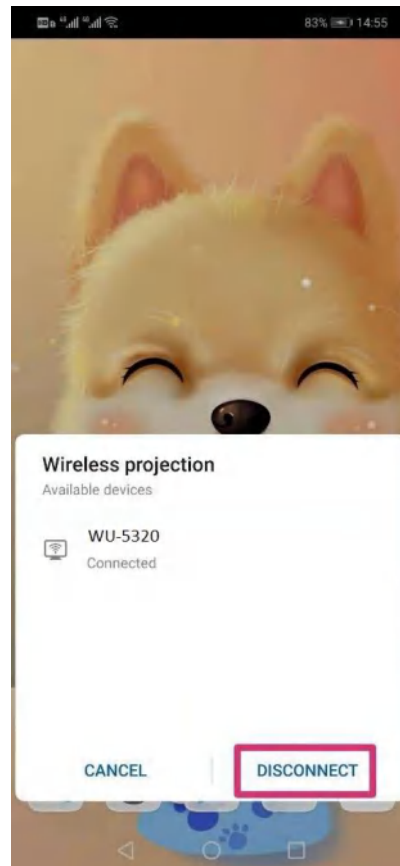 83% 14:55
Wireless projection
Available devices
WU-5320
Connected
CANCEL
DISCONNECT